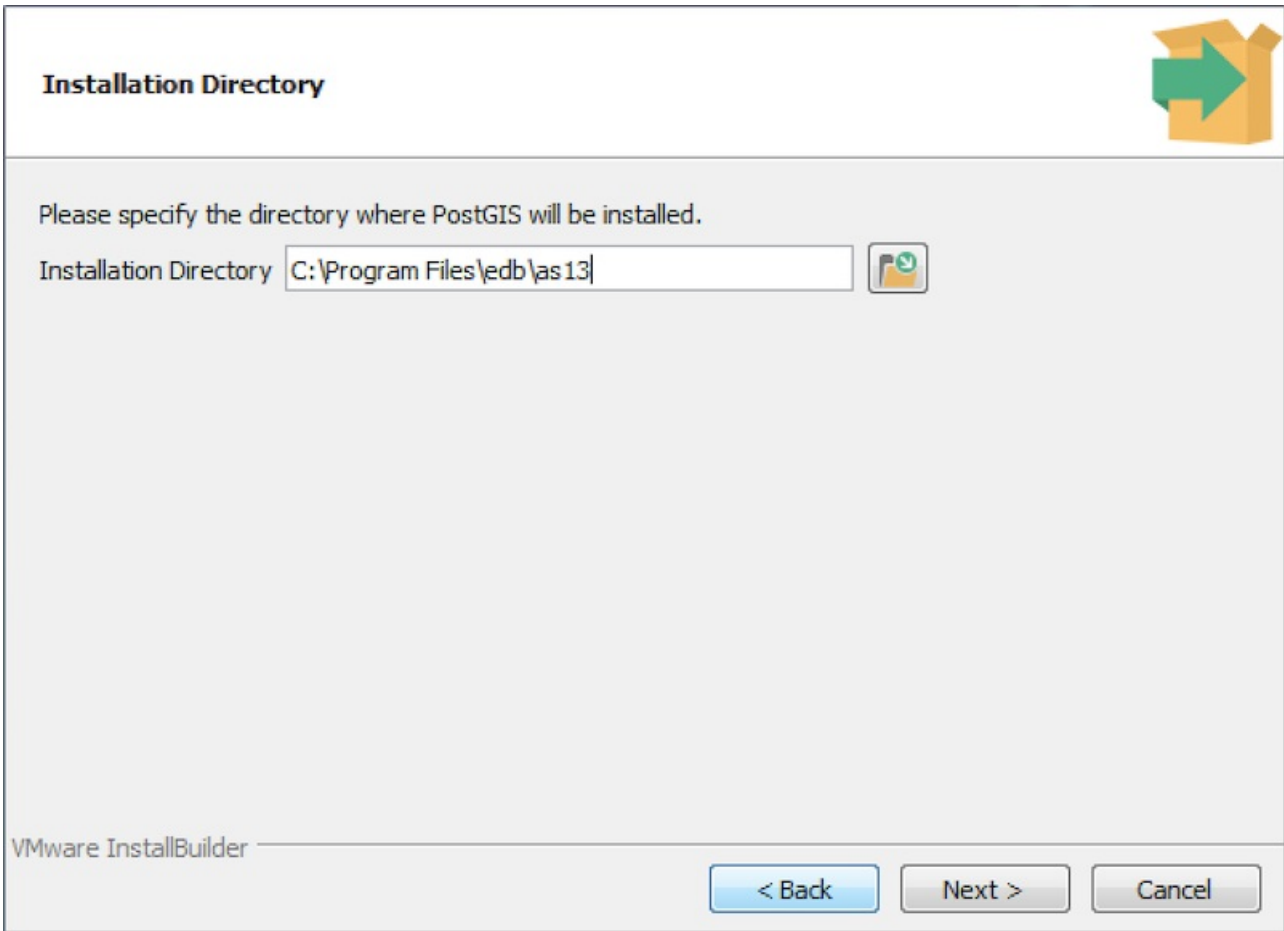 Installation Directory
Please specify the directory where PostGIS will be installed.
Installation Directory C:\Program Files\edb\as13
VMware InstallBuilder
< Back Next > Cancel